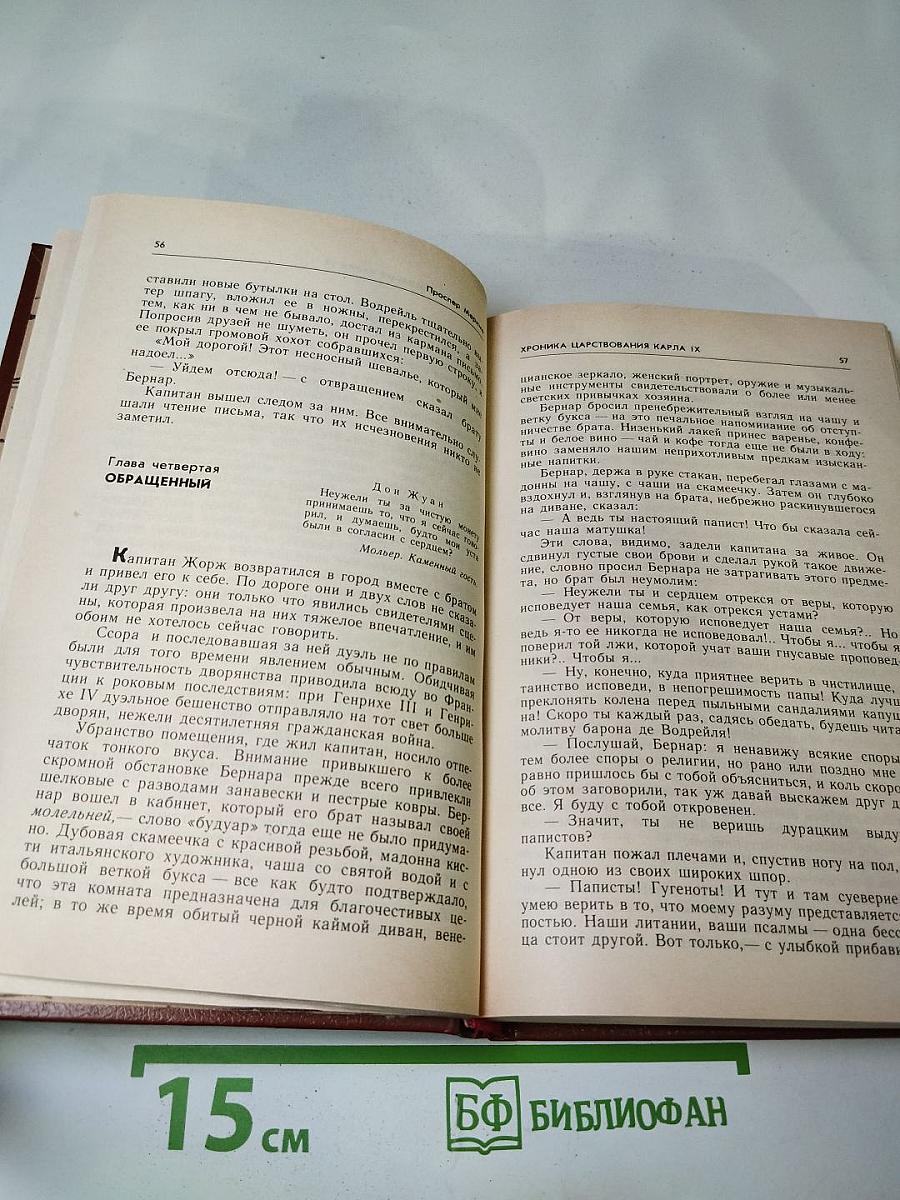 56
Проспер Мериме
ставили новые бутылки на стол. Водрейль тщательно вы-
тер шпагу, вложил ее в ножны, перекрестился, а за-
тем, как ни в чем не бывало, достал из кармана письмо.
Попросив друзей не шуметь, он прочел первую строку, и
ее покрыл громовой хохот собравшихся:
«Мой дорогой! Этот несносный шевалье, который мне
надоел...»
— Уйдем отсюда! — с отвращением сказал брату
Бернар.
Капитан вышел следом за ним. Все внимательно слу-
шали чтение письма, так что их исчезновения никто не
заметил.
Глава четвертая
ОБРАЩЕННЫЙ
Дон Жуан
Неужели ты за чистую монету
принимаешь то, что я сейчас гово-
рил, и думаешь, будто мои уста
были в согласии с сердцем?
Мольер. Каменный гость
Капитан Жорж возвратился в город вместе с братом
и привел его к себе. По дороге они и двух слов не сказа-
ли друг другу: они только что явились свидетелями сце-
ны, которая произвела на них тяжелое впечатление, и им
обоим не хотелось сейчас говорить.
Ссора и последовавшая за ней дуэль не по правилам
были для того времени явлением обычным. Обидчивая
чувствительность дворянства приводила всюду во Фран-
ции к роковым последствиям: при Генрихе III и Генри-
хе IV дуэльное бешенство отправляло на тот свет больше
дворян, нежели десятилетняя гражданская война.
Убранство помещения, где жил капитан, носило отпе-
чаток тонкого вкуса. Внимание привыкшего к более
скромной обстановке Бернара прежде всего привлекли
шелковые с разводами занавески и пестрые ковры. Бер-
нар вошел в кабинет, который его брат называл своей
молельней,— слово «будуар» тогда еще не было придума-
но. Дубовая скамеечка с красивой резьбой, мадонна кис-
ти итальянского художника, чаша со святой водой и с
большой веткой букса — все как будто подтверждало,
что эта комната предназначена для благочестивых це-
лей; в то же время обитый черной каймой диван, вене-
ХРОНИКА ЦАРСТВОВАНИЯ КАРЛА IX
57
цианское зеркало, женский портрет, оружие и музыкаль-
ные инструменты свидетельствовали о более или менее
светских привычках хозяина.
Бернар бросил пренебрежительный взгляд на чашу и
ветку букса — на это печальное напоминание об отступ-
ничестве брата. Низенький лакей принес варенье, конфе-
ты и белое вино — чай и кофе тогда еще не были в ходу:
вино заменяло нашим неприхотливым предкам изыскан-
ные напитки.
Бернар, держа в руке стакан, перебегал глазами с ма-
донны на чашу, с чаши на скамеечку. Затем он глубоко
вздохнул и, взглянув на брата, небрежно раскинувшегося
на диване, сказал:
— А ведь ты настоящий папист! Что бы сказала сей-
час наша матушка!
Эти слова, видимо, задели капитана за живое. Он
сдвинул густые свои брови и сделал рукой такое движе-
ние, словно просил Бернара не затрагивать этого предме-
та, но брат был неумолим:
— Неужели ты и сердцем отрекся от веры, которую
исповедует наша семья, как отрекся устами?
— От веры, которую исповедует наша семья?.. Но
ведь я-то ее никогда не исповедовал!.. Чтобы я... чтобы я
поверил той лжи, которой учат ваши гнусавые проповед-
ники?.. Чтобы я...
— Ну, конечно, куда приятнее верить в чистилище,
таинство исповеди, в непогрешимость папы! Куда лучш
преклонять колена перед пыльными сандалиями капуц
на! Скоро ты каждый раз, садясь обедать, будешь чита
молитву барона де Водрейля!
— Послушай, Бернар: я ненавижу всякие споры
тем более споры о религии, но рано или поздно мне
равно пришлось бы с тобой объясниться, и коль скоро
об этом заговорили, так уж давай выскажем друг д
все. Я буду с тобой откровенен.
— Значит, ты не веришь дурацким выду
папистов?
Капитан пожал плечами и, спустив ногу на пол,
нул одною из своих широких шпор.
— Паписты! Гугеноты! И тут и там суеверие
умею верить в то, что моему разуму представляется
постью. Наши литании, ваши псалмы — одна бесс
ца стоит другой. Вот только,— с улыбкой прибави
15 см
БФ БИБЛИОФАН